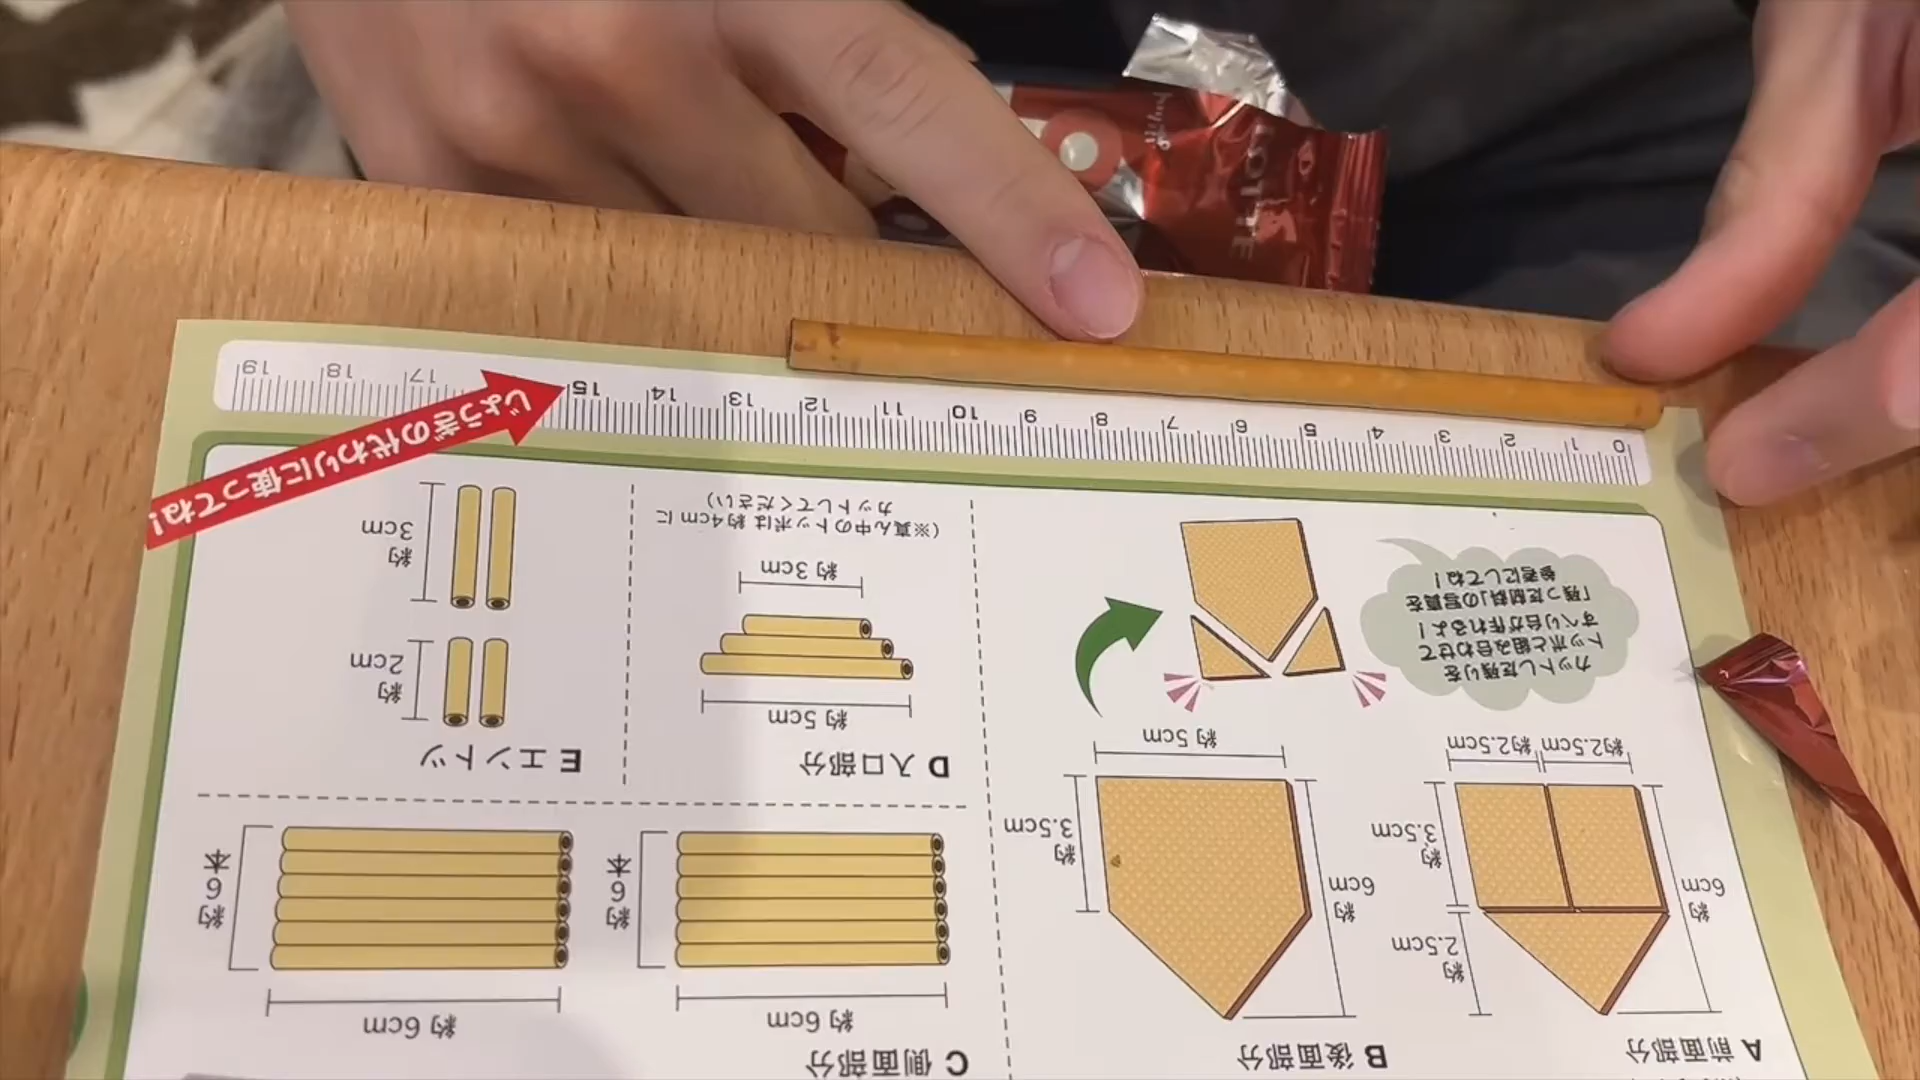 LOTTE
じょうぎの代わりに使ってね!
0 1 2 3 4 5 6 7 8 9 10 11 12 13 14 15 17 18 19
A 前面部分
約6cm
約2.5cm
約3.5cm
約2.5cm 約2.5cm
B 後面部分
約6cm
約3.5cm
約5cm
カットした残りを
トッポと組み合わせて
すべり台が作れるよ!
「残った材料」の写真を
参考にしてね!
C 側面部分
約6cm
約6本
約6cm
約6本
D 入口部分
約5cm
約3cm
(※真ん中のトッポは約4cmに
カットしてください)
E エントツ
約2cm
約3cm